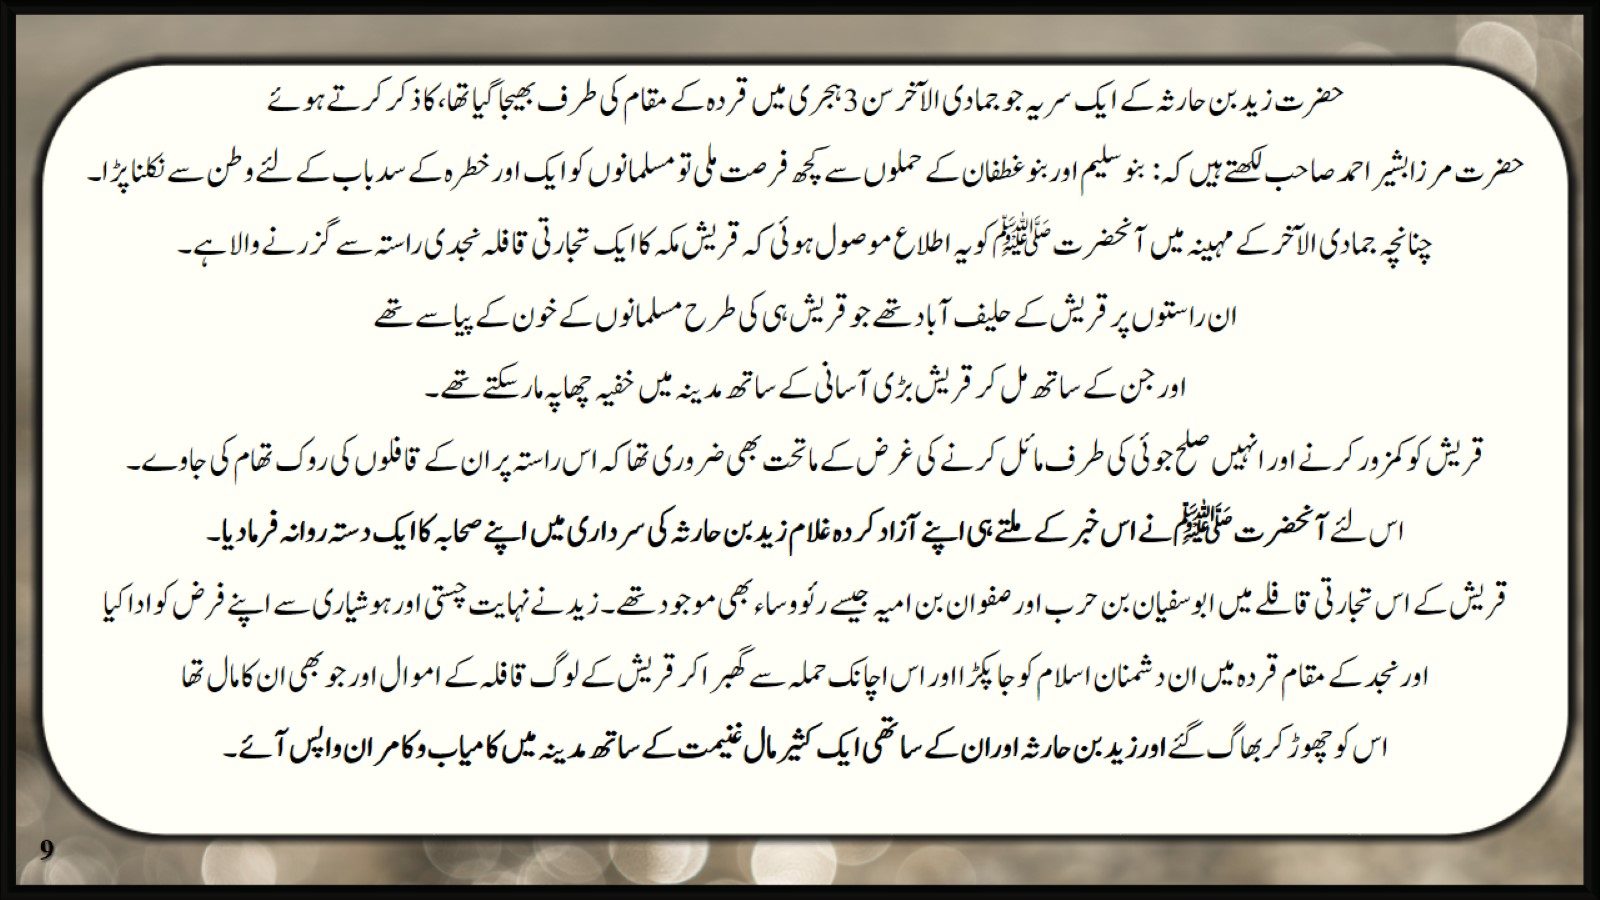 حضرت زید بن حارثہ کے ایک سریہ جو جمادی الآخر سن 3 ہجری میں قردہ کے مقام کی طرف بھیجا گیا تھا، کا ذکر کرتے ہوئے
حضرت مرزا بشیر احمد صاحب لکھتے ہیں کہ: بنو سلیم اور بنو غطفان کے حملوں سے کچھ فرصت ملی تو مسلمانوں کو ایک اور خطرہ کے سدباب کے لئے وطن سے نکلنا پڑا۔
چنانچہ جمادی الآخر کے مہینہ میں آنحضرت ﷺ کو یہ اطلاع موصول ہوئی کہ قریش مکہ کا ایک تجارتی قافلہ نجدی راستہ سے گزرنے والا ہے۔
ان راستوں پر قریش کے حلیف آباد تھے جو قریش ہی کی طرح مسلمانوں کے خون کے پیاسے تھے
اور جن کے ساتھ مل کر قریش بڑی آسانی کے ساتھ مدینہ میں خفیہ چھاپہ مار سکتے تھے۔
قریش کو کمزور کرنے اور انہیں صلح جوئی کی طرف مائل کرنے کی غرض کے ماتحت بھی ضروری تھا کہ اس راستہ پر ان کے قافلوں کی روک تھام کی جاوے۔
اس لئے آنحضرت ﷺ نے اس خبر کے ملتے ہی اپنے آزاد کردہ غلام زید بن حارثہ کی سرداری میں اپنے صحابہ کا ایک دستہ روانہ فرما دیا۔
قریش کے اس تجارتی قافلے میں ابوسفیان بن حرب اور صفوان بن امیہ جیسے رئووساء بھی موجود تھے۔ زید نے نہایت چستی اور ہوشیاری سے اپنے فرض کو ادا کیا
اور نجد کے مقام قردہ میں ان دشمنان اسلام کو جا پکڑا اور اس اچانک حملہ سے گھبرا کر قریش کے لوگ قافلہ کے اموال اور جو بھی ان کا مال تھا
اس کو چھوڑ کر بھاگ گئے اور زید بن حارثہ اور ان کے ساتھی ایک کثیر مال غنیمت کے ساتھ مدینہ میں کامیاب و کامران واپس آئے۔
9